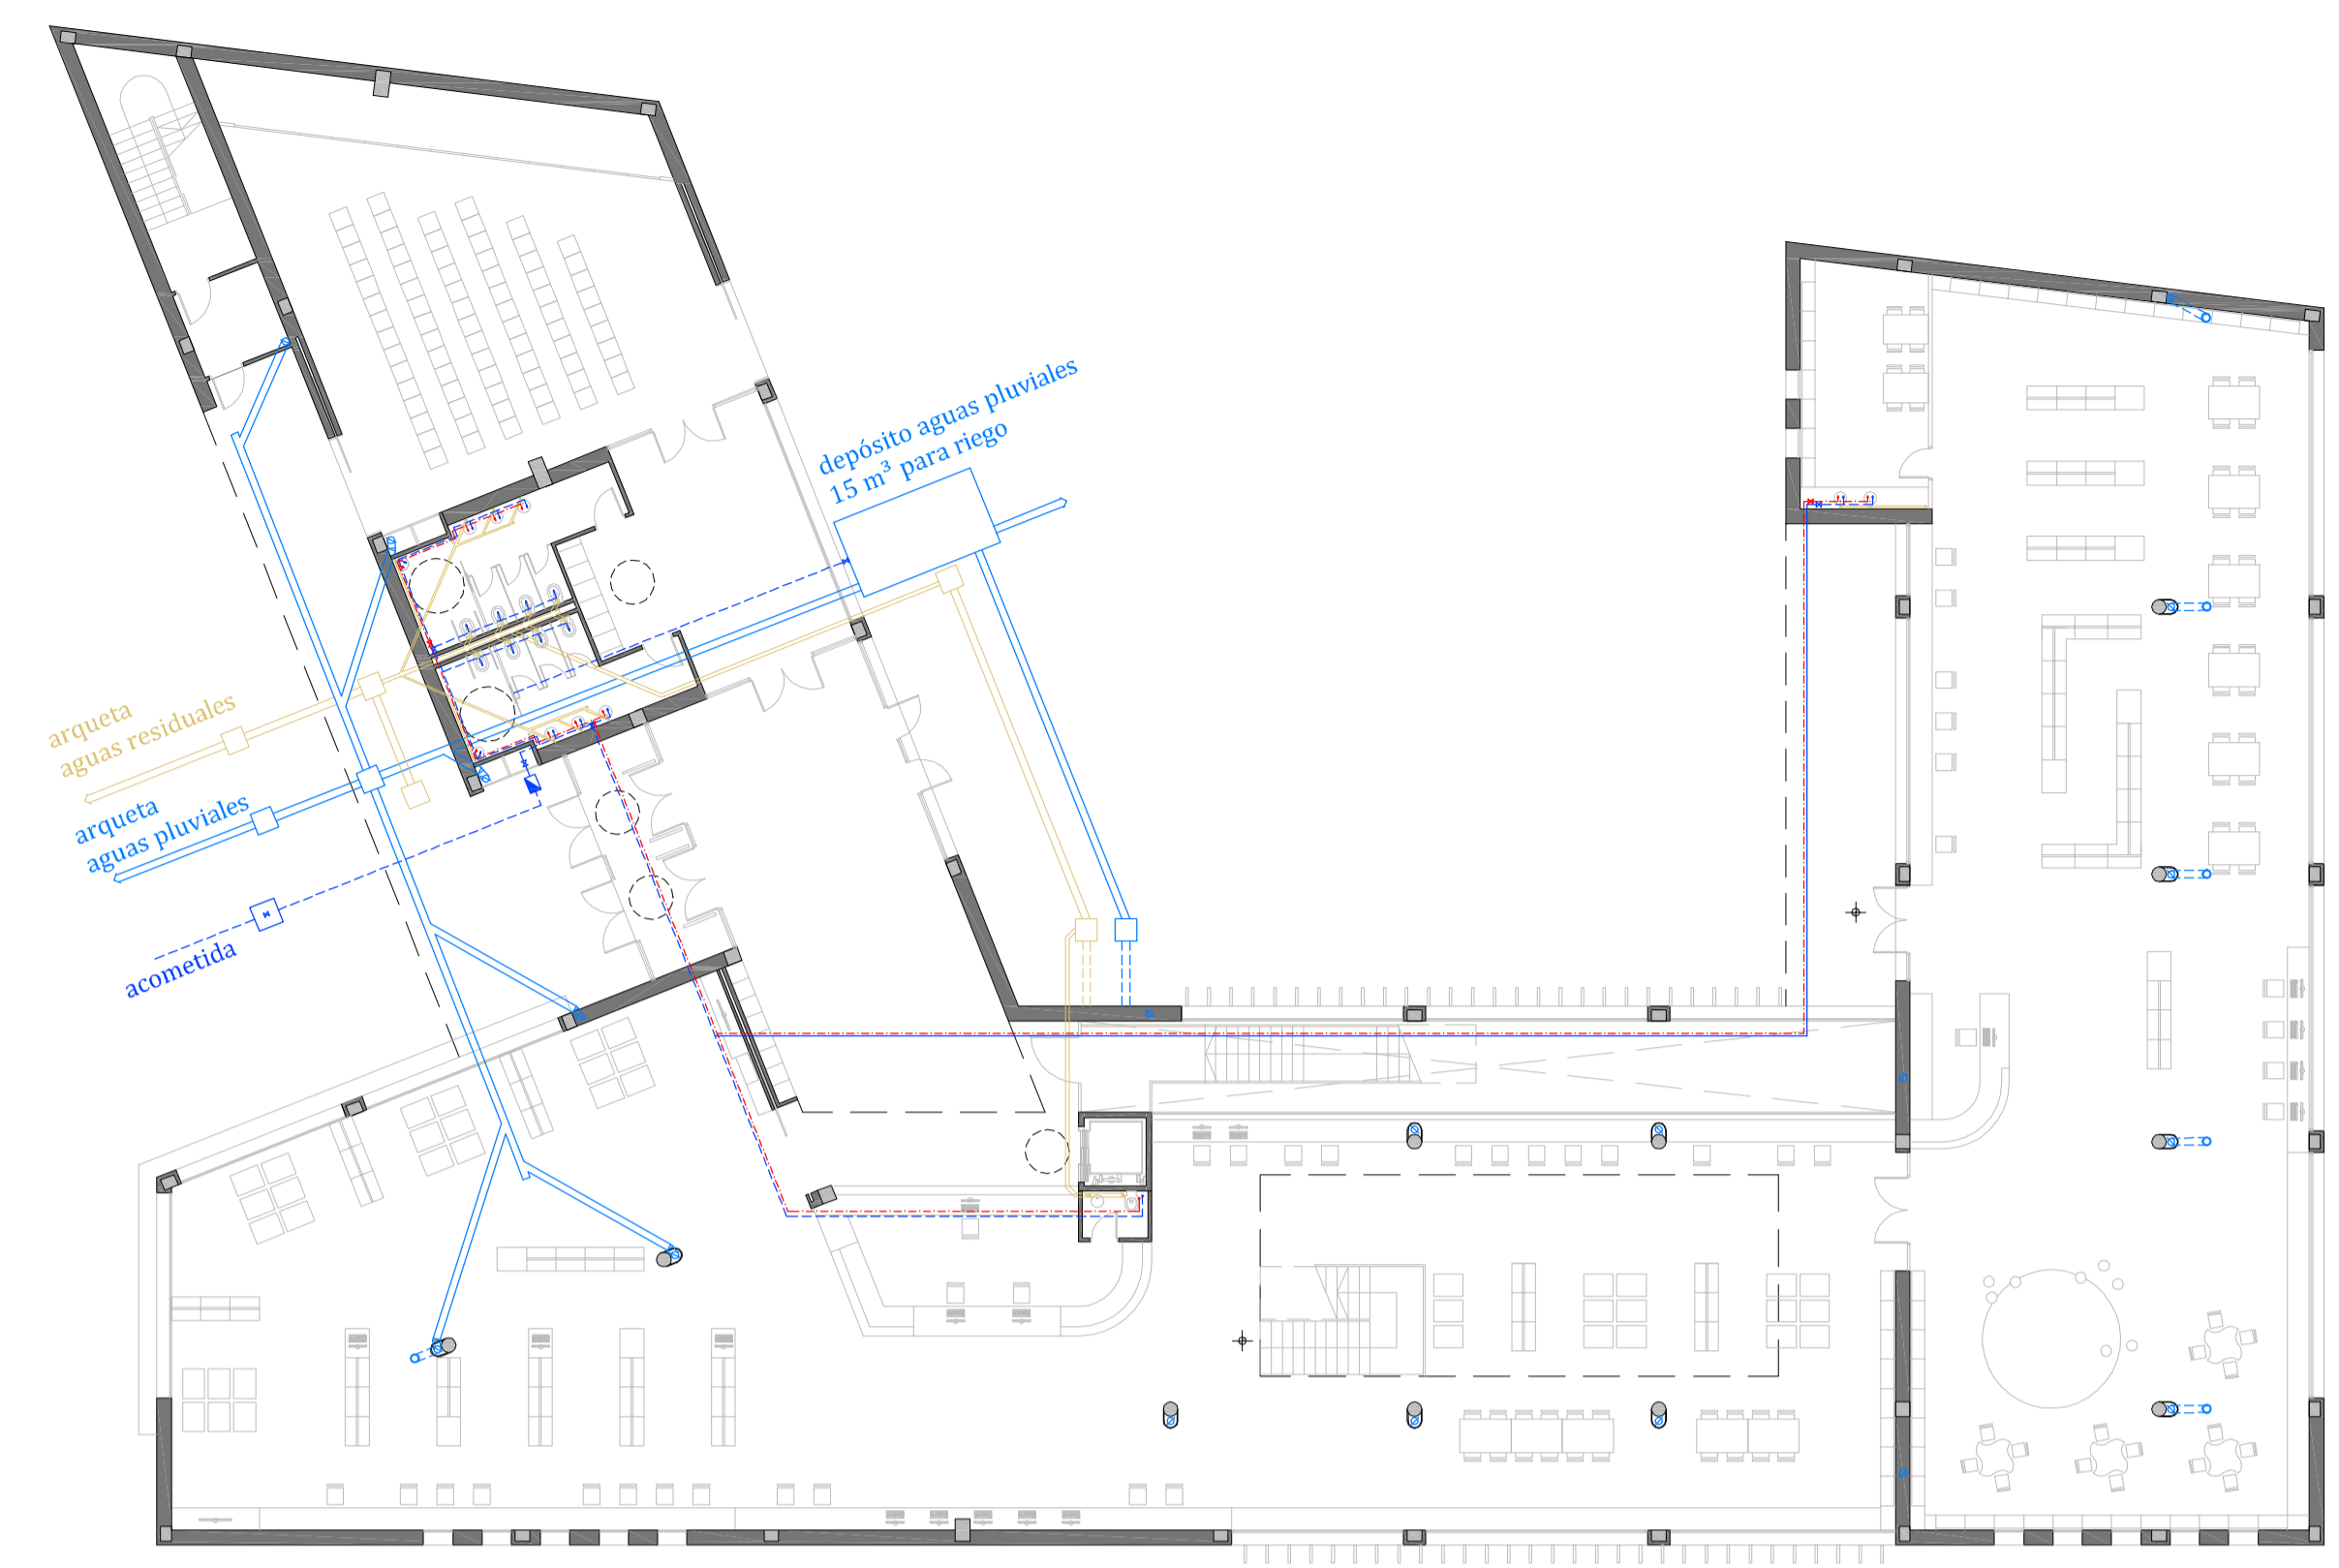 depósito aguas pluviales
15 m³ para riego
arqueta
aguas residuales
arqueta
aguas pluviales
acometida